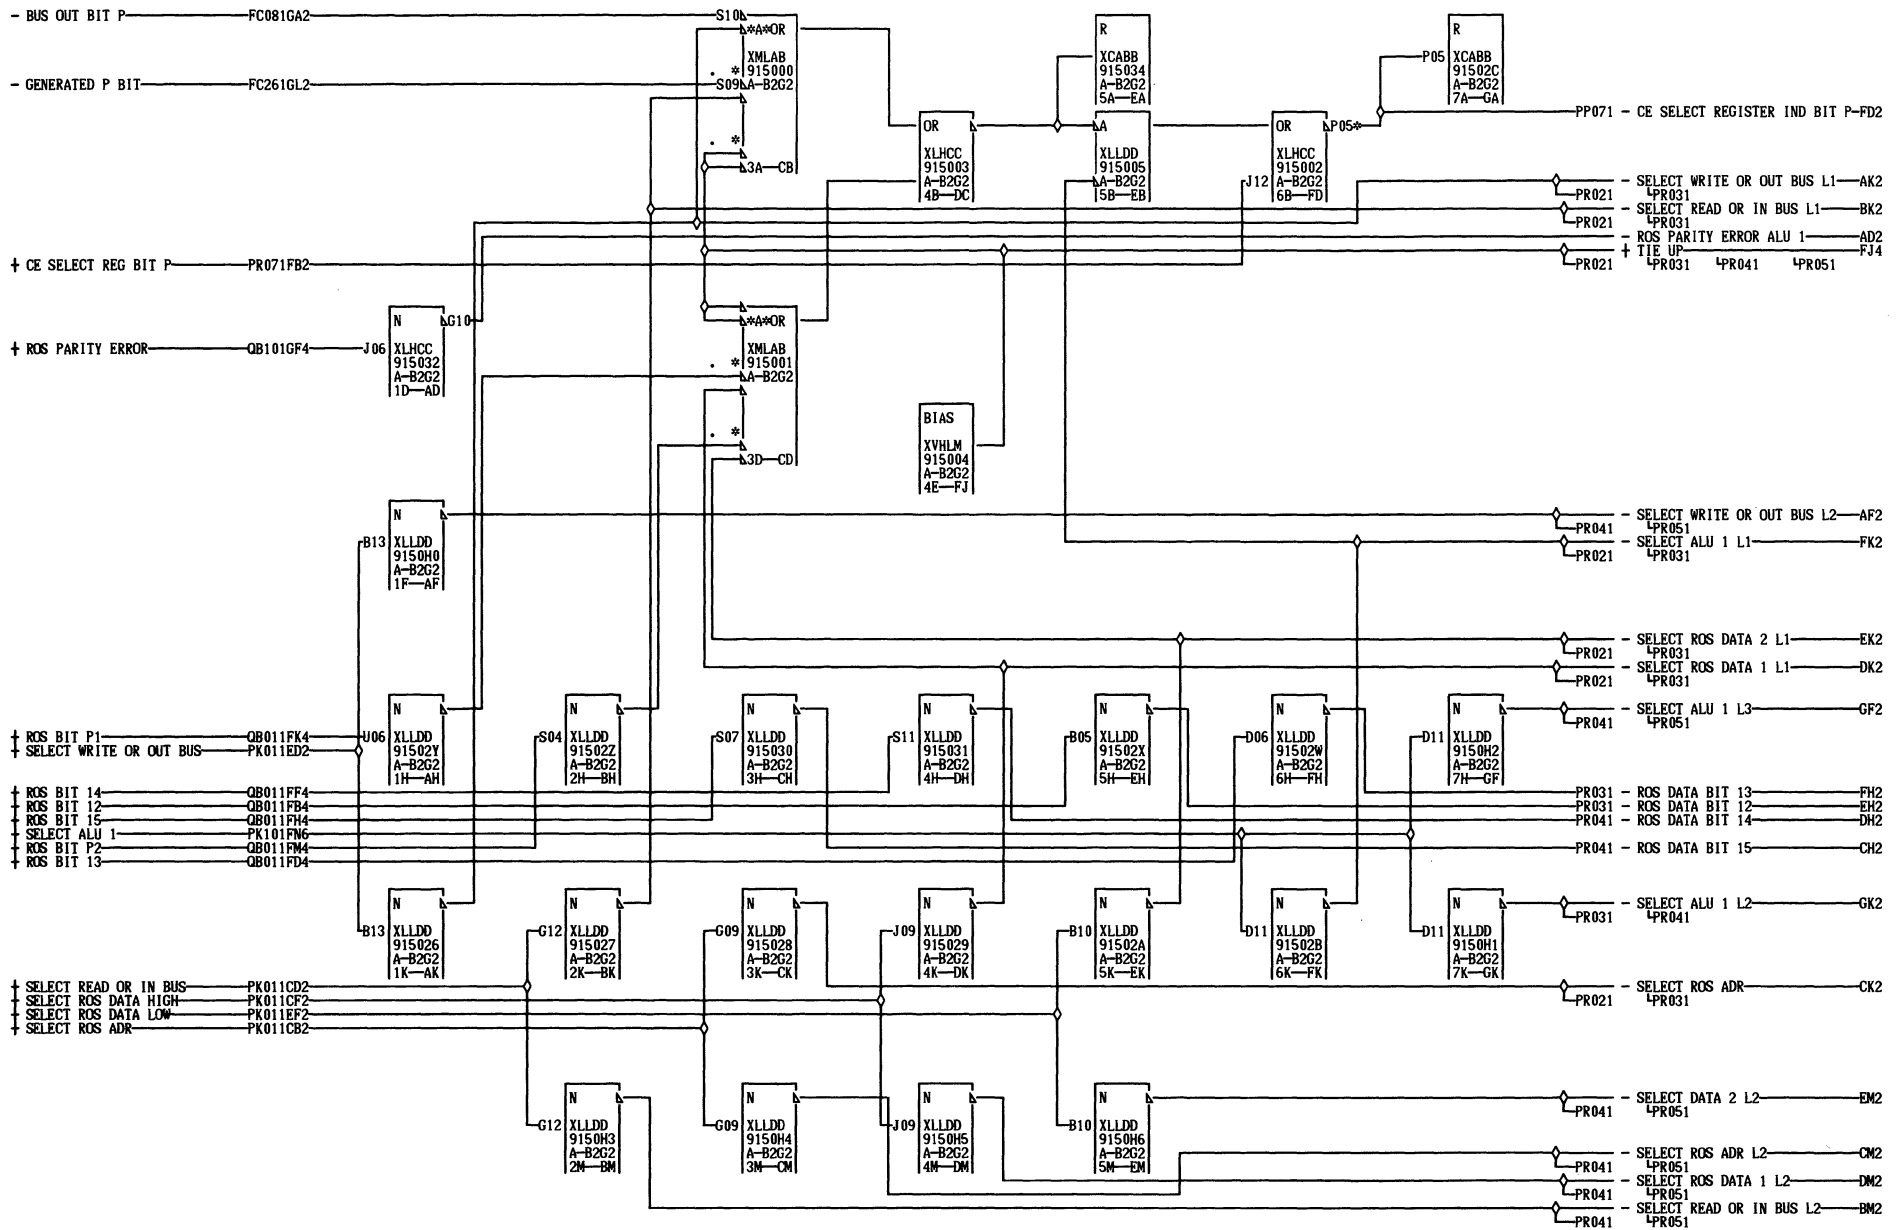 - BUS OUT BIT P FC081GA2 S10
*A*OR
XMLAB
915000
- GENERATED P BIT FC261GL2 S09 A-B2G2
3A CB
R
XCABB
915034
A-B2G2
5A EA
R
P05 XCABB
91502C
A-B2G2
7A GA
PP071 - CE SELECT REGISTER IND BIT P-FD2
OR
XLHCC
915003
A-B2G2
4B DC
A
XLLDD
915005
A-B2G2
5B EB
OR P05*
XLHCC
915002
J12 A-B2G2
6B FD
- SELECT WRITE OR OUT BUS L1 AK2
PR021 PR031
- SELECT READ OR IN BUS L1 BK2
PR021 PR031
- ROS PARITY ERROR ALU 1 AD2
+ TIE UP FJ4
PR021 PR031 PR041 PR051
+ CE SELECT REG BIT P PR071FB2
N G10
+ ROS PARITY ERROR QB101GF4 J06 XLHCC
915032
A-B2G2
1D AD
*A*OR
XMLAB
915001
A-B2G2
3D CD
BIAS
XVHLM
915004
A-B2G2
4E FJ
N
B13 XLLDD
9150H0
A-B2G2
1F AF
- SELECT WRITE OR OUT BUS L2 AF2
PR041 PR051
- SELECT ALU 1 L1 FK2
PR021 PR031
- SELECT ROS DATA 2 L1 EK2
PR021 PR031
- SELECT ROS DATA 1 L1 DK2
PR021 PR031
- SELECT ALU 1 L3 GF2
PR041 PR051
+ ROS BIT P1 QB011FK4 U06
+ SELECT WRITE OR OUT BUS PK011ED2
N
XLLDD
91502Y
A-B2G2
1H AH
N
S04 XLLDD
91502Z
A-B2G2
2H BH
N
S07 XLLDD
915030
A-B2G2
3H CH
N
S11 XLLDD
915031
A-B2G2
4H DH
N
B05 XLLDD
91502X
A-B2G2
5H EH
N
D06 XLLDD
91502W
A-B2G2
6H FH
N
D11 XLLDD
9150H2
A-B2G2
7H GF
+ ROS BIT 14 QB011FF4
+ ROS BIT 12 QB011FB4
+ ROS BIT 15 QB011FH4
+ SELECT ALU 1 PK101FN6
+ ROS BIT P2 QB011FM4
+ ROS BIT 13 QB011FD4
PR031 - ROS DATA BIT 13 FH2
PR031 - ROS DATA BIT 12 EH2
PR041 - ROS DATA BIT 14 DH2
PR041 - ROS DATA BIT 15 CH2
N
B13 XLLDD
915026
A-B2G2
1K AK
N
G12 XLLDD
915027
A-B2G2
2K BK
N
G09 XLLDD
915028
A-B2G2
3K CK
N
J09 XLLDD
915029
A-B2G2
4K DK
N
B10 XLLDD
91502A
A-B2G2
5K EK
N
D11 XLLDD
91502B
A-B2G2
6K FK
N
D11 XLLDD
9150H1
A-B2G2
7K GK
- SELECT ALU 1 L2 GK2
PR031 PR041
+ SELECT READ OR IN BUS PK011CD2
+ SELECT ROS DATA HIGH PK011CF2
+ SELECT ROS DATA LOW PK011EF2
+ SELECT ROS ADR PK011CB2
- SELECT ROS ADR CK2
PR021 PR031
N
G12 XLLDD
9150H3
A-B2G2
2M BM
N
G09 XLLDD
9150H4
A-B2G2
3M CM
N
J09 XLLDD
9150H5
A-B2G2
4M DM
N
B10 XLLDD
9150H6
A-B2G2
5M EM
- SELECT DATA 2 L2 EM2
PR041 PR051
- SELECT ROS ADR L2 CM2
PR041 PR051
- SELECT ROS DATA 1 L2 DM2
PR041 PR051
- SELECT READ OR IN BUS L2 BM2
PR041 PR051